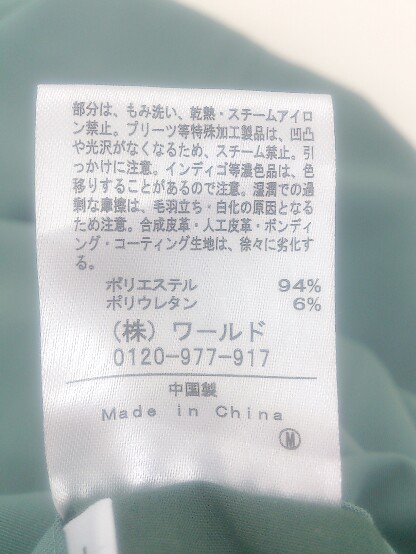 部分は、もみ洗い、乾熱・スチームアイロ
ン禁止。プリーツ等特殊加工製品は、凹凸
や光沢がなくなるため、スチーム禁止。引
っかけに注意。インディゴ等濃色品は、色
移りすることがあるので注意。湿潤での過
剰な摩擦は、毛羽立ち・白化の原因となる
ため注意。合成皮革・人工皮革・ボンディ
ング・コーティング生地は、徐々に劣化す
る。
ポリエステル 94%
ポリウレタン 6%
(株) ワールド
0120-977-917
中国製
Made in China
Ⓜ